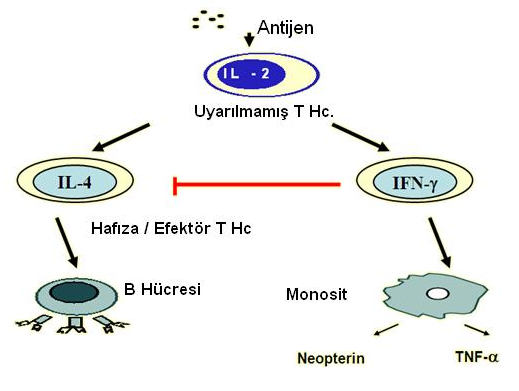 Antijen
IL - 2
Uyarılmamış T Hc.
IL-4
IFN-γ
Hafıza / Efektör T Hc
B Hücresi
Monosit
Neopterin
TNF-α